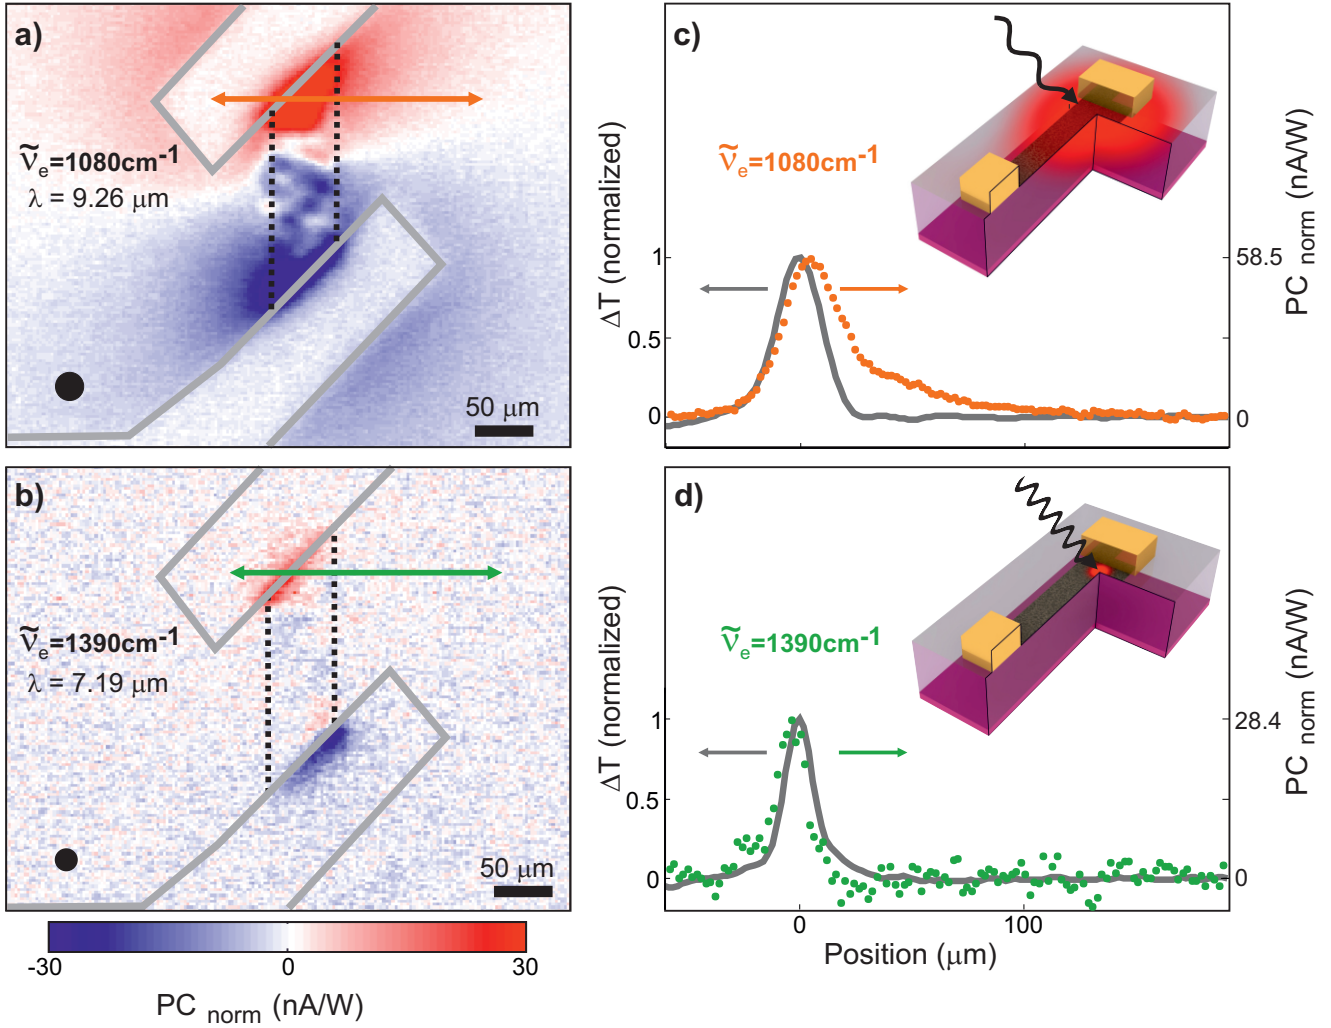 a)
ν̃e=1080cm-1
λ = 9.26 μm
50 μm
b)
ν̃e=1390cm-1
λ = 7.19 μm
50 μm
-30
0
30
PC norm (nA/W)
c)
ν̃e=1080cm-1
ΔT (normalized)
1
0.5
0
58.5
0
PC norm (nA/W)
d)
ν̃e=1390cm-1
ΔT (normalized)
1
0.5
0
28.4
0
PC norm (nA/W)
0
100
Position (μm)